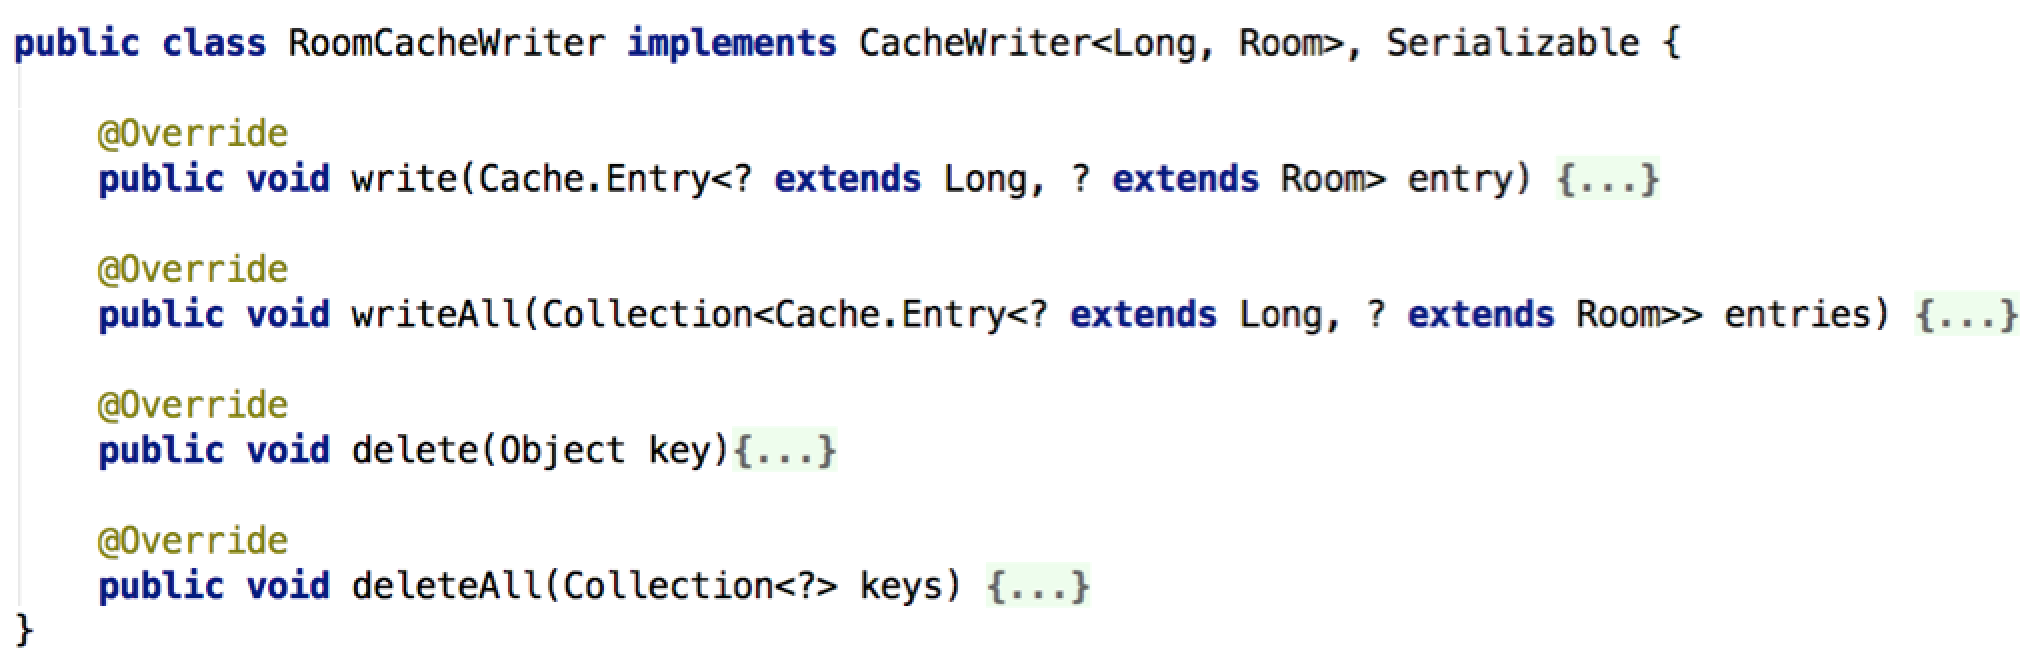 public class RoomCacheWriter implements CacheWriter<Long, Room>, Serializable {
@Override
public void write(Cache.Entry<? extends Long, ? extends Room> entry) {...}
@Override
public void writeAll(Collection<Cache.Entry<? extends Long, ? extends Room>> entries) {...}
@Override
public void delete(Object key){...}
@Override
public void deleteAll(Collection<?> keys) {...}
}